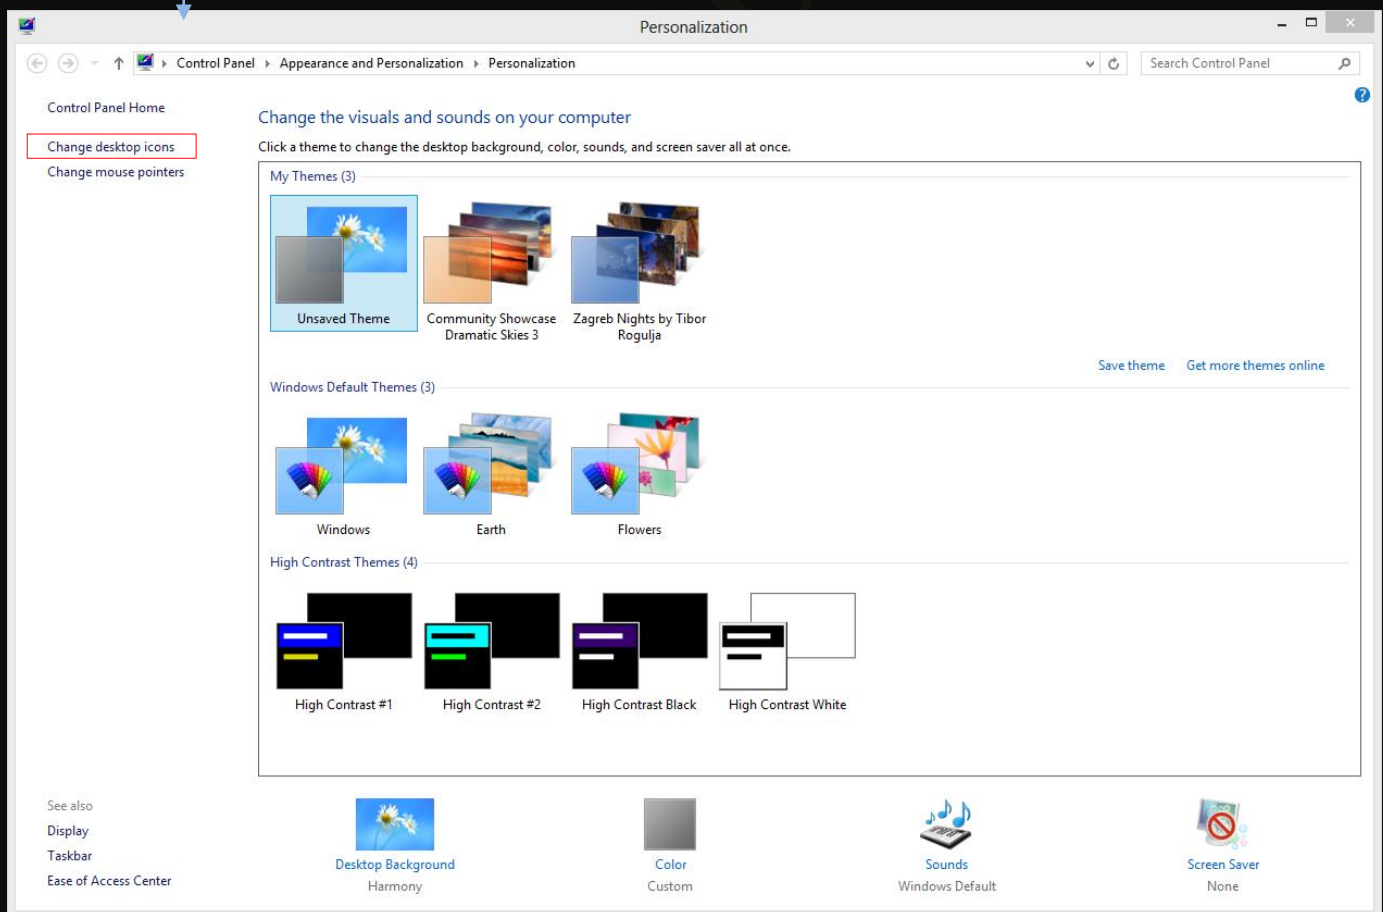 Personalization
Control Panel Appearance and Personalization Personalization
Search Control Panel
Control Panel Home
Change desktop icons
Change mouse pointers
Change the visuals and sounds on your computer
Click a theme to change the desktop background, color, sounds, and screen saver all at once.
My Themes (3)
Unsaved Theme
Community Showcase
Dramatic Skies 3
Zagreb Nights by Tibor
Rogulja
Save theme
Get more themes online
Windows Default Themes (3)
Windows
Earth
Flowers
High Contrast Themes (4)
High Contrast #1
High Contrast #2
High Contrast Black
High Contrast White
See also
Display
Taskbar
Ease of Access Center
Desktop Background
Harmony
Color
Custom
Sounds
Windows Default
Screen Saver
None